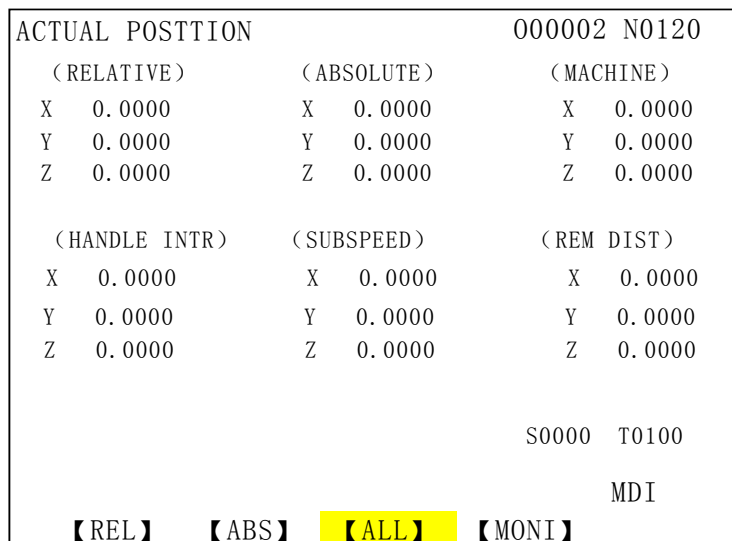 ACTUAL POSTTION 000002 N0120
（RELATIVE） （ABSOLUTE） （MACHINE）
X 0.0000 X 0.0000 X 0.0000
Y 0.0000 Y 0.0000 Y 0.0000
Z 0.0000 Z 0.0000 Z 0.0000
（HANDLE INTR） （SUBSPEED） （REM DIST）
X 0.0000 X 0.0000 X 0.0000
Y 0.0000 Y 0.0000 Y 0.0000
Z 0.0000 Z 0.0000 Z 0.0000
S0000 T0100
MDI
【REL】 【ABS】 【ALL】 【MONI】